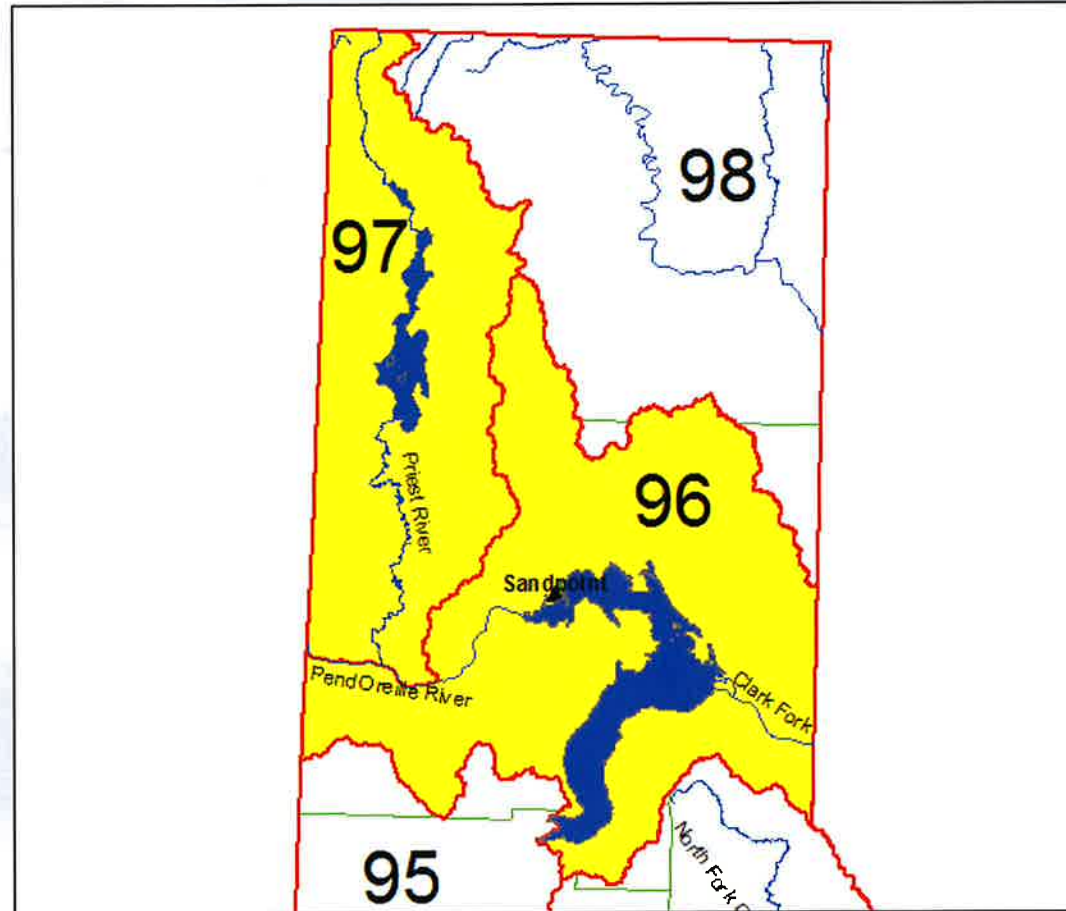 98
97
96
Priest River
Sandpoint
Pend Oreille River
Clark Fork
95
North Fork